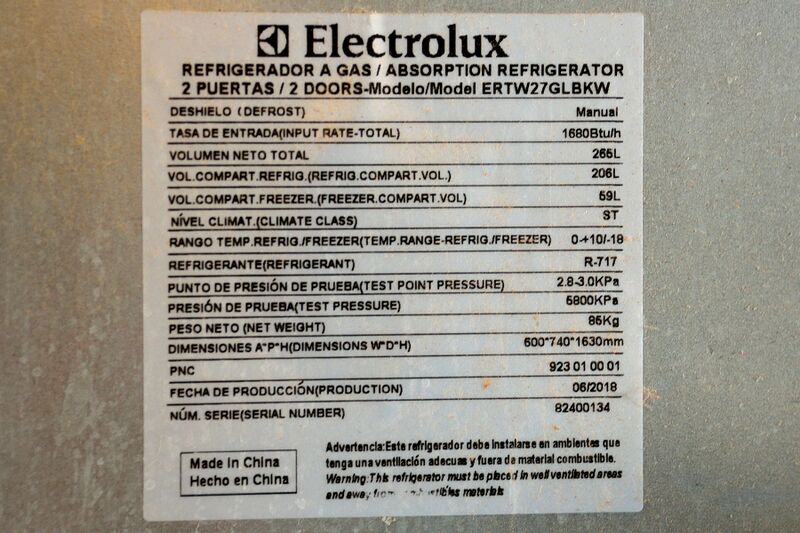 Electrolux
REFRIGERADOR A GAS / ABSORPTION REFRIGERATOR
2 PUERTAS / 2 DOORS-Modelo/Model ERTW27GLBKW
DESHIELO (DEFROST) Manual
TASA DE ENTRADA(INPUT RATE-TOTAL) 1680Btu/h
VOLUMEN NETO TOTAL 265L
VOL.COMPART.REFRIG.(REFRIG.COMPART.VOL.) 206L
VOL.COMPART.FREEZER.(FREEZER.COMPART.VOL) 59L
NÍVEL CLIMAT.(CLIMATE CLASS) ST
RANGO TEMP.REFRIG./FREEZER(TEMP.RANGE-REFRIG./FREEZER) 0-+10/-18
REFRIGERANTE(REFRIGERANT) R-717
PUNTO DE PRESIÓN DE PRUEBA(TEST POINT PRESSURE) 2.8-3.0KPa
PRESIÓN DE PRUEBA(TEST PRESSURE) 5800KPa
PESO NETO (NET WEIGHT) 85Kg
DIMENSIONES A*P*H(DIMENSIONS W*D*H) 600*740*1630mm
PNC 923 01 00 01
FECHA DE PRODUCCIÓN(PRODUCTION) 06/2018
NÚM. SERIE(SERIAL NUMBER) 82400134
Made in China
Hecho en China
Advertencia:Este refrigerador debe instalarse en ambientes que
tenga una ventilación adecuas y fuera de material combustible.
Warning:This refrigerator must be placed in well ventilated areas
and away materials